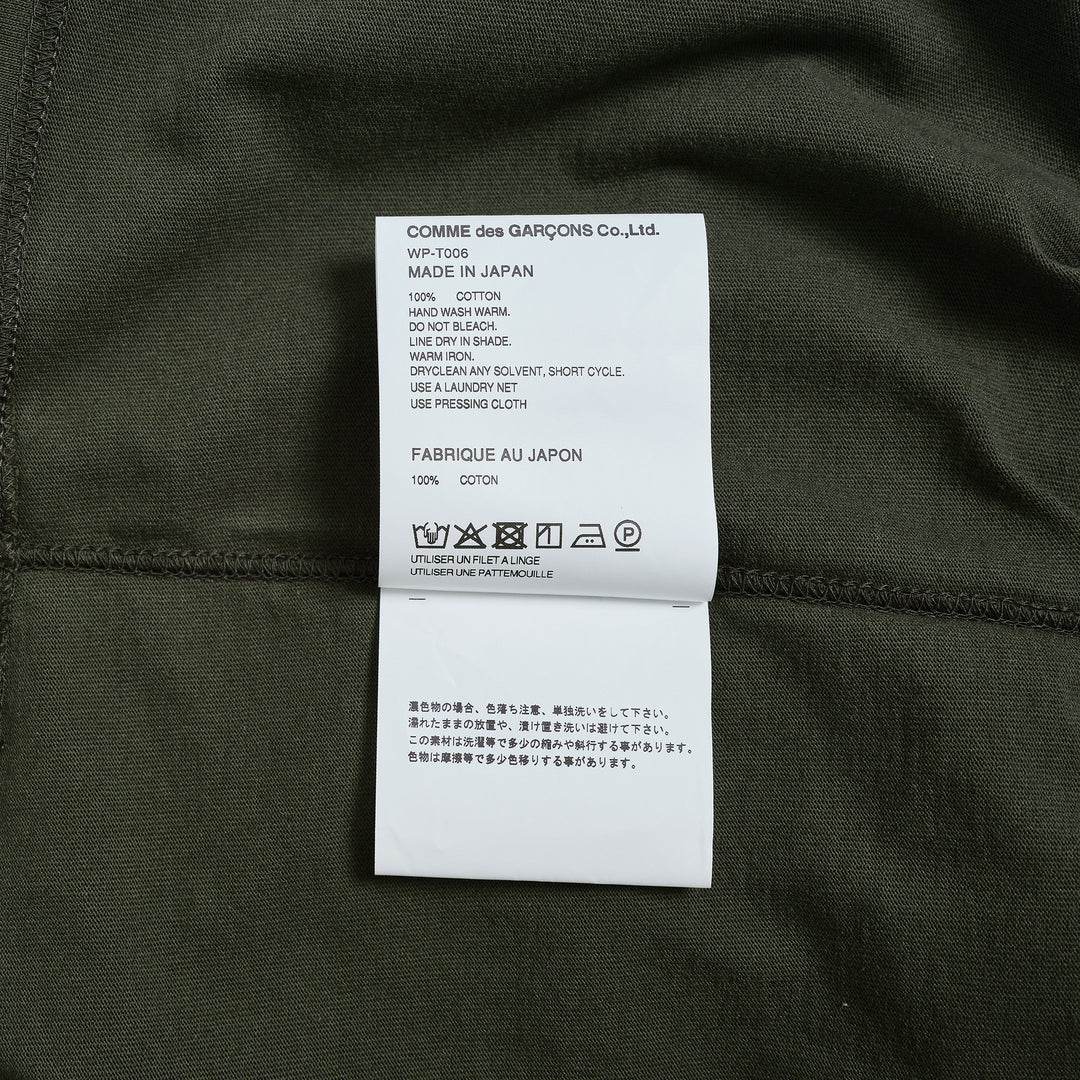 COMME des GARÇONS Co.,Ltd.
WP-T006
MADE IN JAPAN
100% COTTON
HAND WASH WARM.
DO NOT BLEACH.
LINE DRY IN SHADE.
WARM IRON.
DRYCLEAN ANY SOLVENT, SHORT CYCLE.
USE A LAUNDRY NET
USE PRESSING CLOTH
FABRIQUE AU JAPON
100% COTON
P
UTILISER UN FILET A LINGE
UTILISER UNE PATTEMOUILLE
濃色物の場合、色落ち注意、単独洗いをして下さい。
濡れたままの放置や、漬け置き洗いは避けて下さい。
この素材は洗濯等で多少の縮みや斜行する事があります。
色物は摩擦等で多少色移りする事があります。